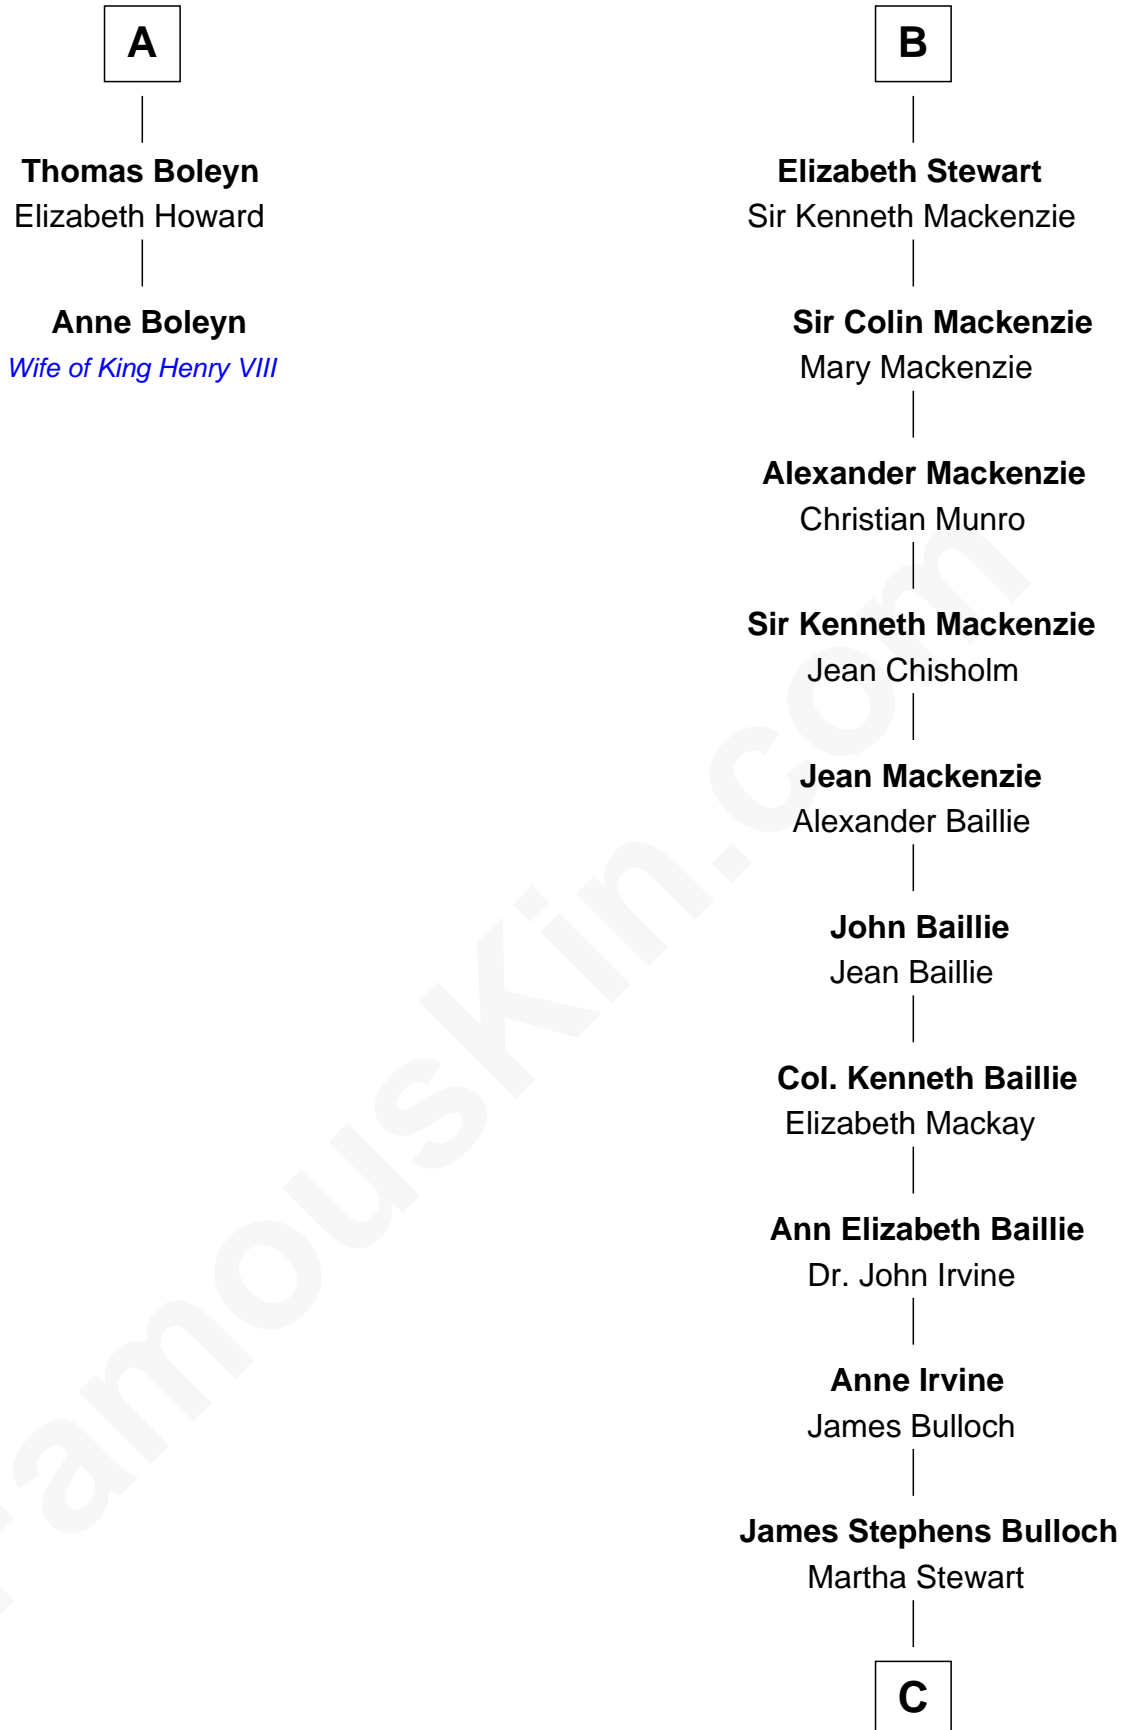 A
Thomas Boleyn
Elizabeth Howard
Anne Boleyn
Wife of King Henry VIII
B
Elizabeth Stewart
Sir Kenneth Mackenzie
Sir Colin Mackenzie
Mary Mackenzie
Alexander Mackenzie
Christian Munro
Sir Kenneth Mackenzie
Jean Chisholm
Jean Mackenzie
Alexander Baillie
John Baillie
Jean Baillie
Col. Kenneth Baillie
Elizabeth Mackay
Ann Elizabeth Baillie
Dr. John Irvine
Anne Irvine
James Bulloch
James Stephens Bulloch
Martha Stewart
C
FamousKin.com